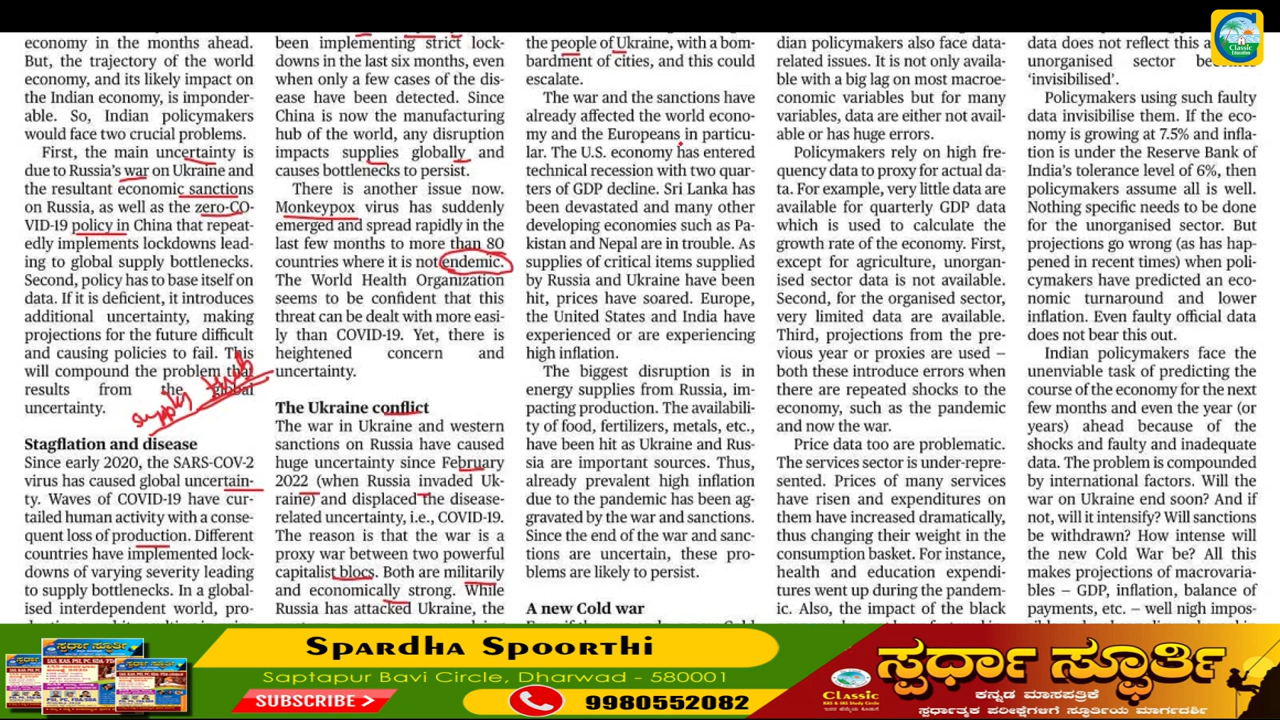 economy in the months ahead.
But, the trajectory of the world
economy, and its likely impact on
the Indian economy, is imponder-
able. So, Indian policymakers
would face two crucial problems.
First, the main uncertainty is
due to Russia's war on Ukraine and
the resultant economic sanctions
on Russia, as well as the zero-CO-
VID-19 policy in China that repeat-
edly implements lockdowns lead-
ing to global supply bottlenecks.
Second, policy has to base itself on
data. If it is deficient, it introduces
additional uncertainty, making
projections for the future difficult
and causing policies to fail. This
will compound the problem that
results from the global
uncertainty.
supply
Stagflation and disease
Since early 2020, the SARS-COV-2
virus has caused global uncertain-
ty. Waves of COVID-19 have cur-
tailed human activity with a conse-
quent loss of production. Different
countries have implemented lock-
downs of varying severity leading
to supply bottlenecks. In a global-
ised interdependent world, pro-
been implementing strict lock-
downs in the last six months, even
when only a few cases of the dis-
ease have been detected. Since
China is now the manufacturing
hub of the world, any disruption
impacts supplies globally and
causes bottlenecks to persist.
There is another issue now.
Monkeypox virus has suddenly
emerged and spread rapidly in the
last few months to more than 80
countries where it is not endemic.
The World Health Organization
seems to be confident that this
threat can be dealt with more easi-
ly than COVID-19. Yet, there is
heightened concern and
uncertainty.
The Ukraine conflict
The war in Ukraine and western
sanctions on Russia have caused
huge uncertainty since February
2022 (when Russia invaded Uk-
raine) and displaced the disease-
related uncertainty, i.e., COVID-19.
The reason is that the war is a
proxy war between two powerful
capitalist blocs. Both are militarily
and economically strong. While
Russia has attacked Ukraine, the
the people of Ukraine, with a bom-
bardment of cities, and this could
escalate.
The war and the sanctions have
already affected the world econo-
my and the Europeans in particu-
lar. The U.S. economy has entered
technical recession with two quar-
ters of GDP decline. Sri Lanka has
been devastated and many other
developing economies such as Pa-
kistan and Nepal are in trouble. As
supplies of critical items supplied
by Russia and Ukraine have been
hit, prices have soared. Europe,
the United States and India have
experienced or are experiencing
high inflation.
The biggest disruption is in
energy supplies from Russia, im-
pacting production. The availabili-
ty of food, fertilizers, metals, etc.,
have been hit as Ukraine and Rus-
sia are important sources. Thus,
already prevalent high inflation
due to the pandemic has been ag-
gravated by the war and sanctions.
Since the end of the war and sanc-
tions are uncertain, these pro-
blems are likely to persist.
A new Cold war
dian policymakers also face data-
related issues. It is not only availa-
ble with a big lag on most macroe-
conomic variables but for many
variables, data are either not avail-
able or has huge errors.
Policymakers rely on high fre-
quency data to proxy for actual da-
ta. For example, very little data are
available for quarterly GDP data
which is used to calculate the
growth rate of the economy. First,
except for agriculture, unorgan-
ised sector data is not available.
Second, for the organised sector,
very limited data are available.
Third, projections from the pre-
vious year or proxies are used –
both these introduce errors when
there are repeated shocks to the
economy, such as the pandemic
and now the war.
Price data too are problematic.
The services sector is under-repre-
sented. Prices of many services
have risen and expenditures on
them have increased dramatically,
thus changing their weight in the
consumption basket. For instance,
health and education expendi-
tures went up during the pandem-
ic. Also, the impact of the black
data does not reflect this a
unorganised sector
'invisibilised'.
Policymakers using such faulty
data invisibilise them. If the eco-
nomy is growing at 7.5% and infla-
tion is under the Reserve Bank of
India's tolerance level of 6%, then
policymakers assume all is well.
Nothing specific needs to be done
for the unorganised sector. But
projections go wrong (as has hap-
pened in recent times) when poli-
cymakers have predicted an eco-
nomic turnaround and lower
inflation. Even faulty official data
does not bear this out.
Indian policymakers face the
unenviable task of predicting the
course of the economy for the next
few months and even the year (or
years) ahead because of the
shocks and faulty and inadequate
data. The problem is compounded
by international factors. Will the
war on Ukraine end soon? And if
not, will it intensify? Will sanctions
be withdrawn? How intense will
the new Cold War be? All this
makes projections of macrovaria-
bles – GDP, inflation, balance of
payments, etc. – well nigh impos-
Classic
Education
Spardha Spoorthi
Saptapur Bavi Circle, Dharwad - 580001
SUBSCRIBE
9980552082
Classic
KAS & IAS Study Circle
ಸ್ಪರ್ಧಾ ಸ್ಫೂರ್ತಿ
ಕನ್ನಡ ಮಾಸಪತ್ರಿಕೆ
ಸ್ಪರ್ಧಾತ್ಮಕ ಪರೀಕ್ಷೆಗಳಿಗೆ ಸ್ಫೂರ್ತಿಯ ಮಾರ್ಗದರ್ಶಿ